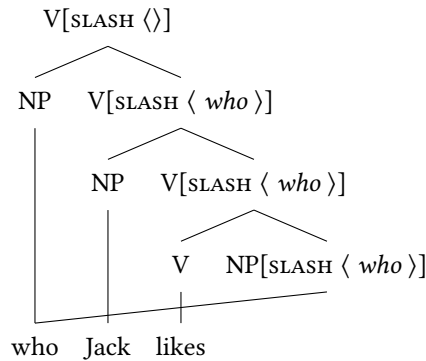 V[SLASH ⟨⟩]
NP V[SLASH ⟨ who ⟩]
NP V[SLASH ⟨ who ⟩]
V NP[SLASH ⟨ who ⟩]
who Jack likes